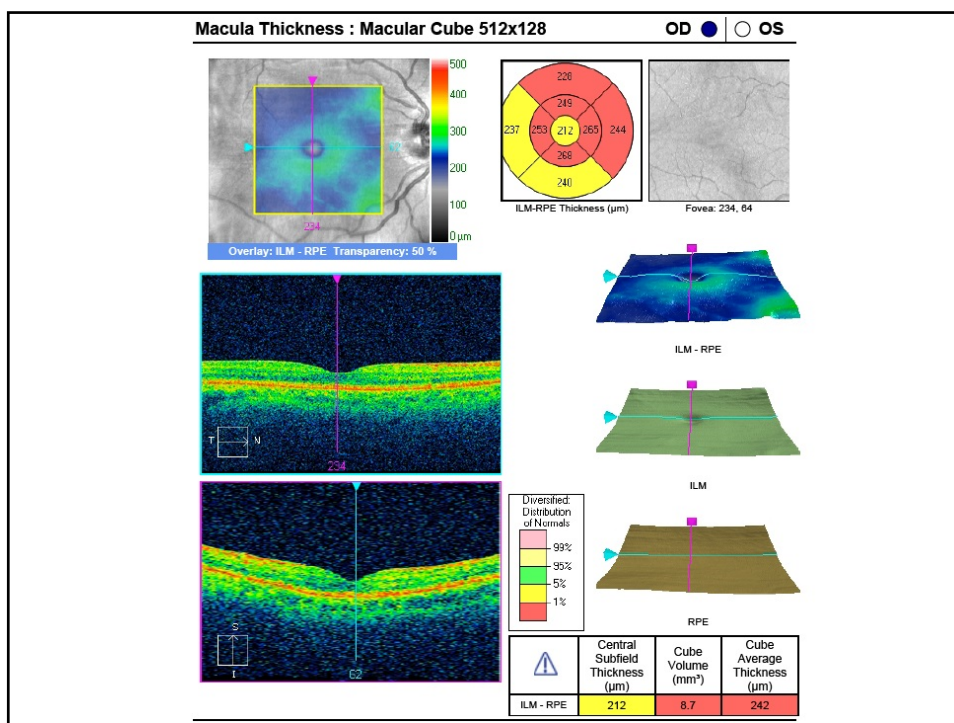 Macula Thickness : Macular Cube 512x128 OD OS
500
400
300
200
100
0 µm
234
Overlay: ILM - RPE Transparency: 50 %
228
249
237 253 212 265 244
268
240
ILM-RPE Thickness (µm)
Fovea: 234, 64
ILM - RPE
T N
234
ILM
S
I
62
Diversified:
Distribution
of Normals
99%
95%
5%
1%
RPE
Central Subfield Thickness (µm)
Cube Volume (mm³)
Cube Average Thickness (µm)
ILM - RPE 212 8.7 242